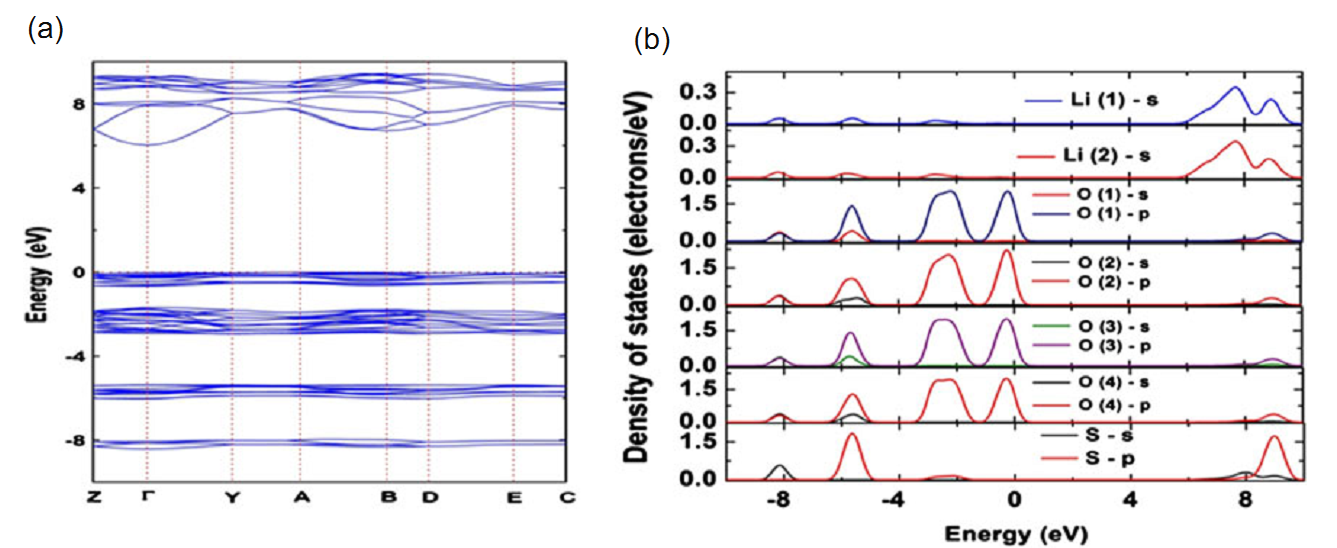 (a)
Energy (eV)
8
4
0
-4
-8
Z Γ Y A B D E C
(b)
Density of states (electrons/eV)
0.3
0.0
Li (1) - s
0.3
0.0
Li (2) - s
1.5
0.0
O (1) - s
O (1) - p
1.5
0.0
O (2) - s
O (2) - p
1.5
0.0
O (3) - s
O (3) - p
1.5
0.0
O (4) - s
O (4) - p
1.5
0.0
S - s
S - p
-8 -4 0 4 8
Energy (eV)